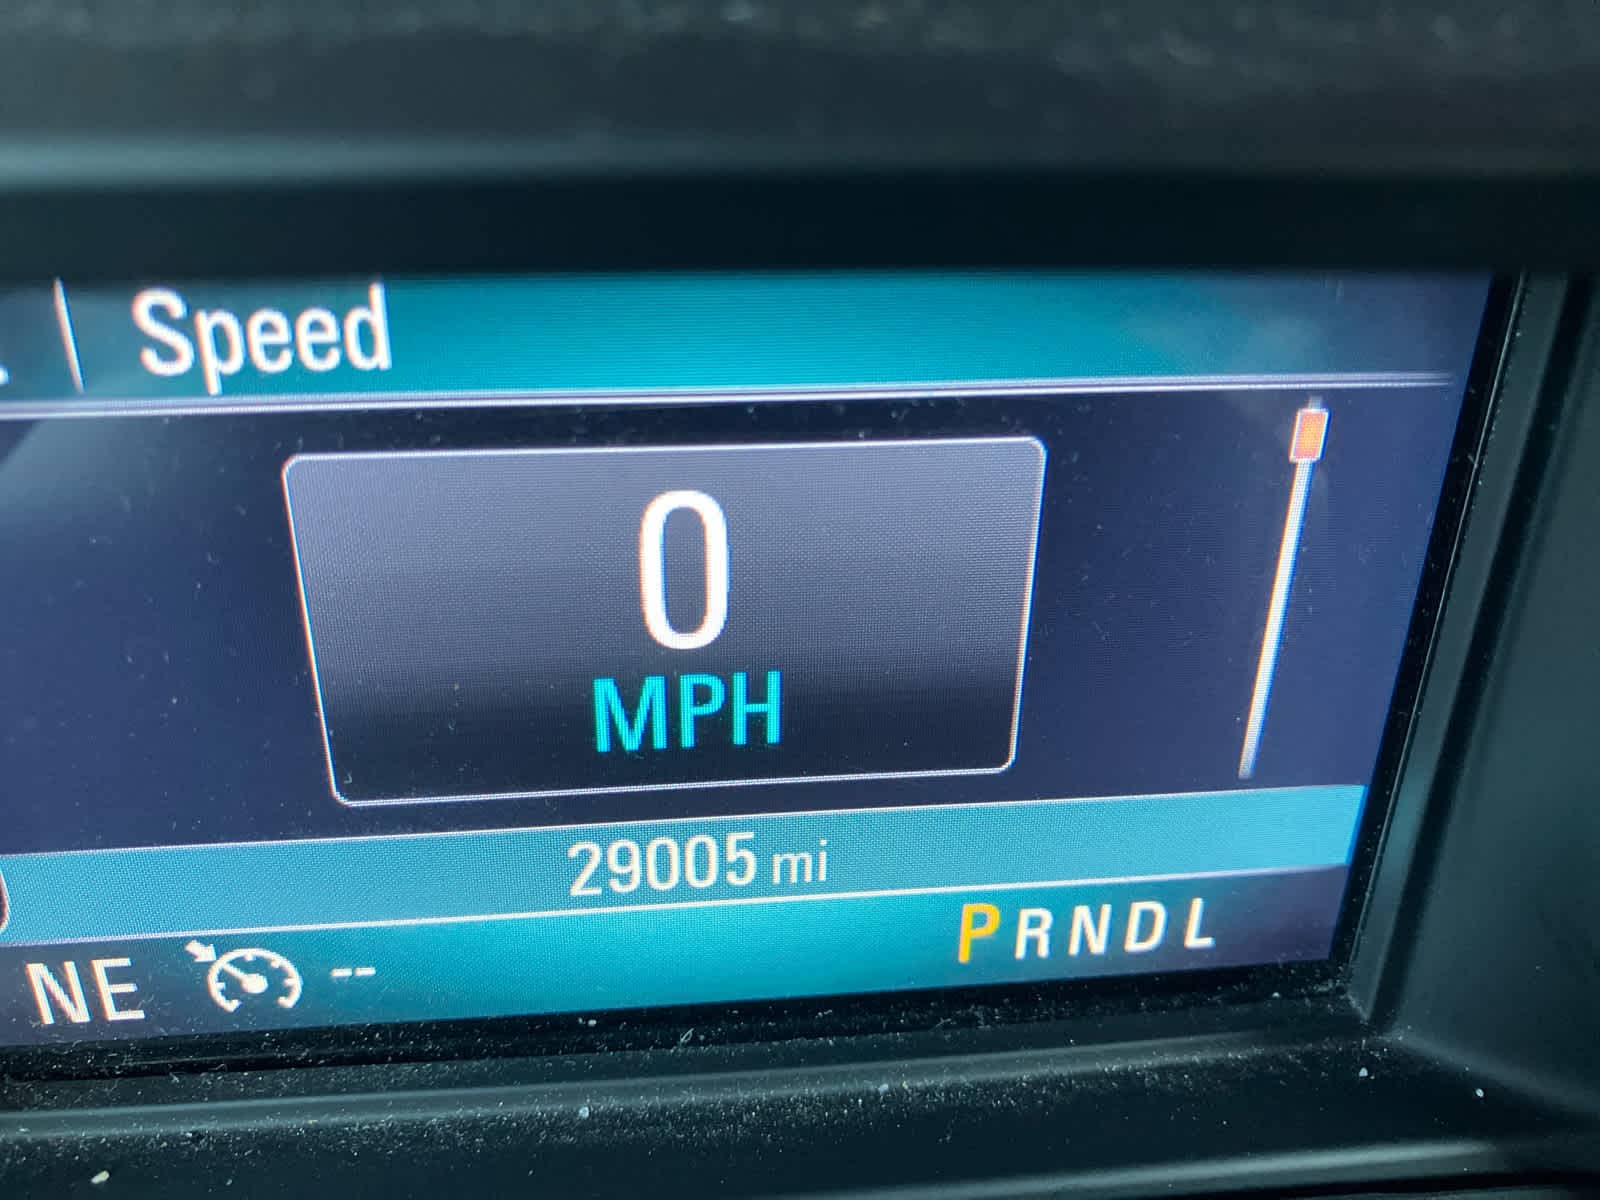 Speed
0
MPH
29005 mi
PRNDL
NE --